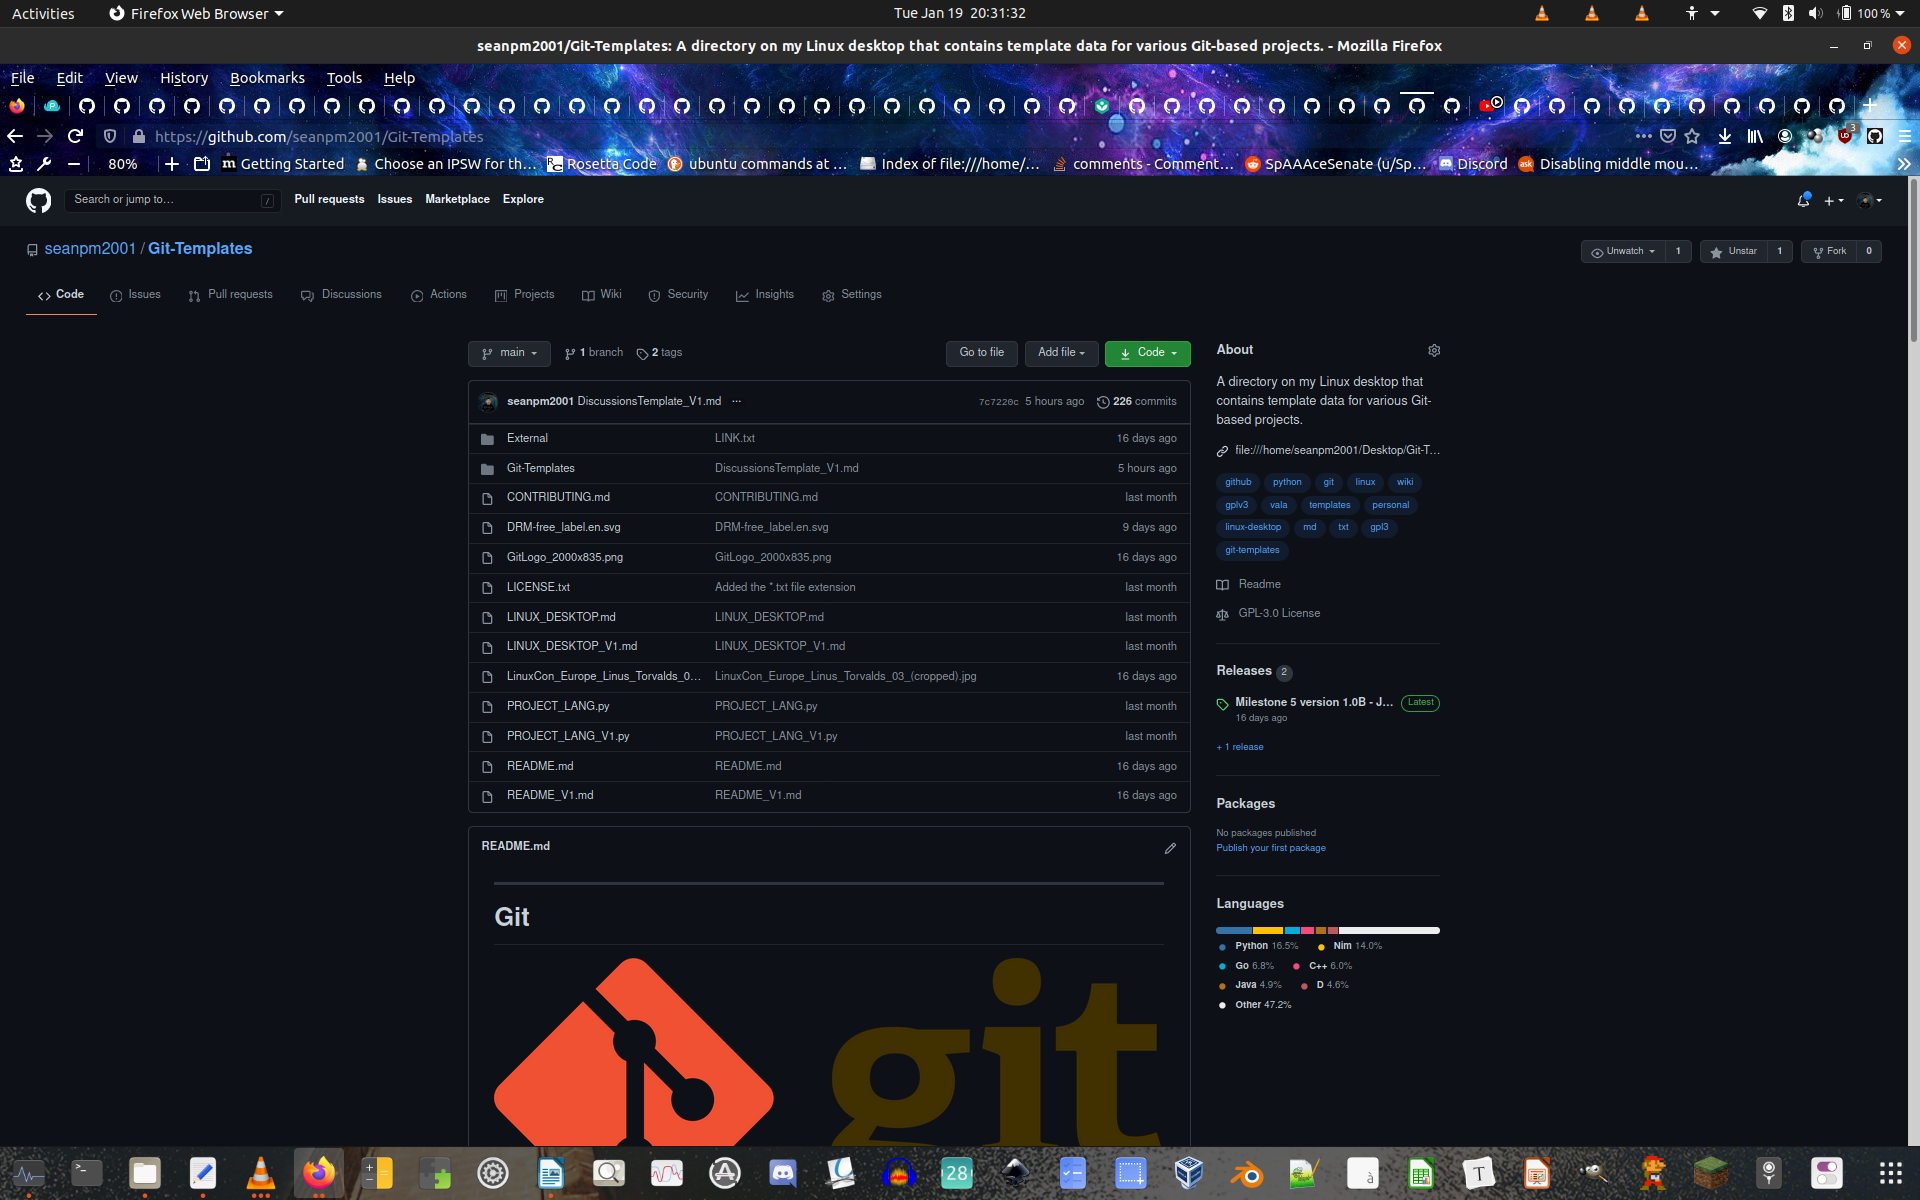 Activities
Firefox Web Browser
Tue Jan 19 20:31:32
100 %
seanpm2001/Git-Templates: A directory on my Linux desktop that contains template data for various Git-based projects. - Mozilla Firefox
File Edit View History Bookmarks Tools Help
https://github.com/seanpm2001/Git-Templates
3
80%
Getting Started
Choose an IPSW for th…
Rosetta Code
ubuntu commands at …
Index of file:///home/…
comments - Comment…
SpAAAceSenate (u/Sp…
Discord
Disabling middle mou…
Search or jump to… /
Pull requests Issues Marketplace Explore
seanpm2001 / Git-Templates
Unwatch 1
Unstar 1
Fork 0
Code Issues Pull requests Discussions Actions Projects Wiki Security Insights Settings
main 1 branch 2 tags
Go to file Add file Code
seanpm2001 DiscussionsTemplate_V1.md ... 7c7220c 5 hours ago 226 commits
External LINK.txt 16 days ago
Git-Templates DiscussionsTemplate_V1.md 5 hours ago
CONTRIBUTING.md CONTRIBUTING.md last month
DRM-free_label.en.svg DRM-free_label.en.svg 9 days ago
GitLogo_2000x835.png GitLogo_2000x835.png 16 days ago
LICENSE.txt Added the *.txt file extension last month
LINUX_DESKTOP.md LINUX_DESKTOP.md last month
LINUX_DESKTOP_V1.md LINUX_DESKTOP_V1.md last month
LinuxCon_Europe_Linus_Torvalds_0… LinuxCon_Europe_Linus_Torvalds_03_(cropped).jpg 16 days ago
PROJECT_LANG.py PROJECT_LANG.py last month
PROJECT_LANG_V1.py PROJECT_LANG_V1.py last month
README.md README.md 16 days ago
README_V1.md README_V1.md 16 days ago
README.md
Git
git
About
A directory on my Linux desktop that
contains template data for various Git-
based projects.
file:///home/seanpm2001/Desktop/Git-T…
github python git linux wiki
gplv3 vala templates personal
linux-desktop md txt gpl3
git-templates
Readme
GPL-3.0 License
Releases 2
Milestone 5 version 1.0B - J… Latest
16 days ago
+ 1 release
Packages
No packages published
Publish your first package
Languages
Python 16.5% Nim 14.0%
Go 6.8% C++ 6.0%
Java 4.9% D 4.6%
Other 47.2%
28